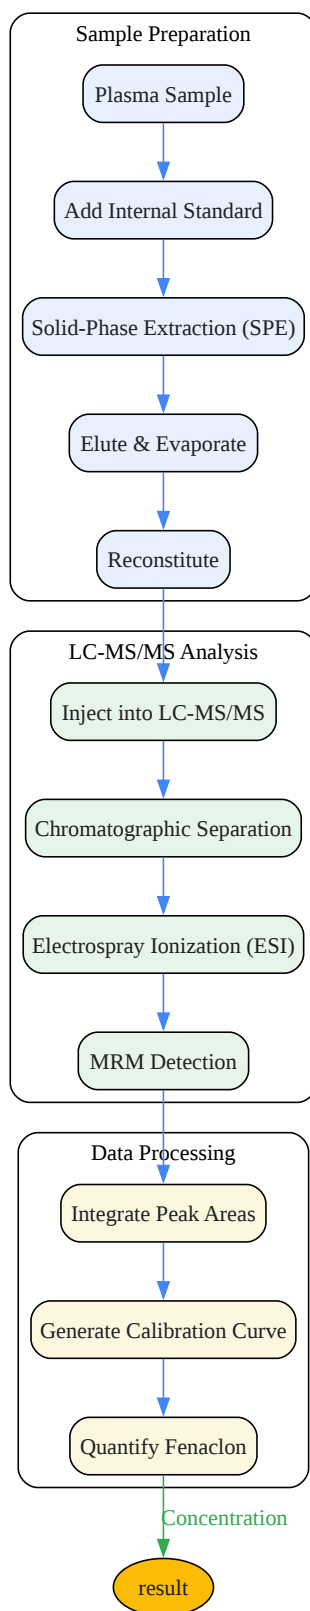 Sample Preparation
Plasma Sample
Add Internal Standard
Solid-Phase Extraction (SPE)
Elute & Evaporate
Reconstitute
LC-MS/MS Analysis
Inject into LC-MS/MS
Chromatographic Separation
Electrospray Ionization (ESI)
MRM Detection
Data Processing
Integrate Peak Areas
Generate Calibration Curve
Quantify Fenaclon
Concentration
result